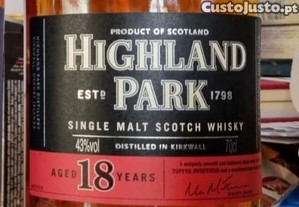 CustoJusto.pt
PRODUCT OF SCOTLAND
HIGHLAND
ESTD PARK 1798
SINGLE MALT SCOTCH WHISKY
43%vol DISTILLED IN KIRKWALL 70cl
AGED 18 YEARS